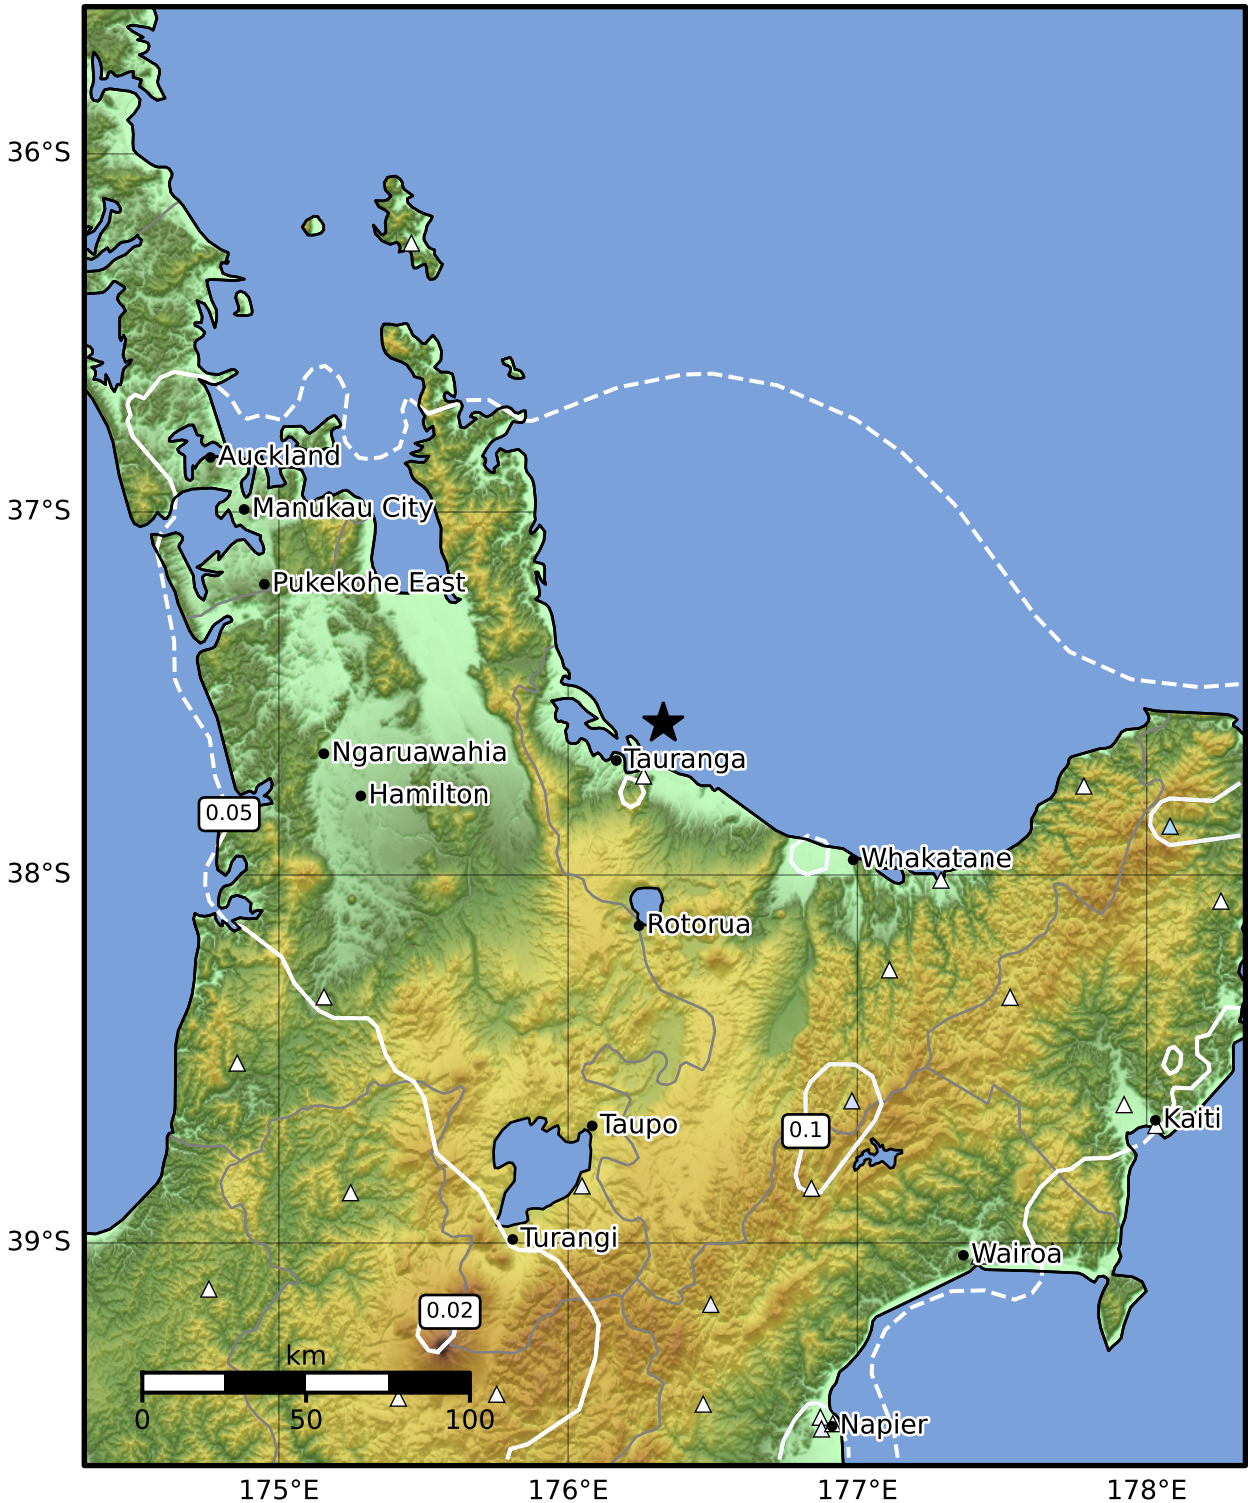 36°S
Auckland
37°S
Manukau City
Pukekohe East
Ngaruawahia
Tauranga
Hamilton
0.05
38°S
Whakatane
Rotorua
Taupo
0.1
Kaiti
39°S
Turangi
Wairoa
0.02
km
0 50 100
Napier
175°E 176°E 177°E 178°E